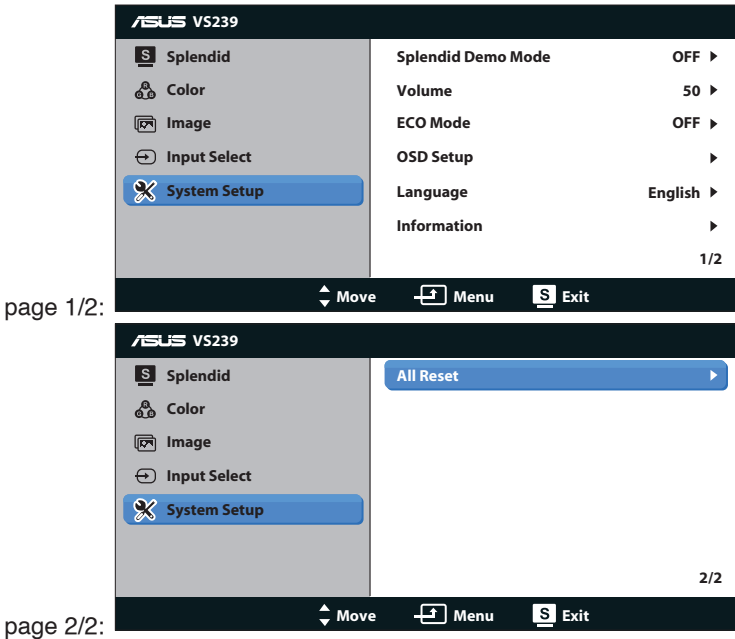 ASUS VS239
S Splendid
Splendid Demo Mode OFF
R G B Color
Volume 50
Image
ECO Mode OFF
Input Select
OSD Setup
System Setup
Language English
Information
1/2
Move Menu S Exit
page 1/2:
ASUS VS239
S Splendid
All Reset
R G B Color
Image
Input Select
System Setup
2/2
Move Menu S Exit
page 2/2: